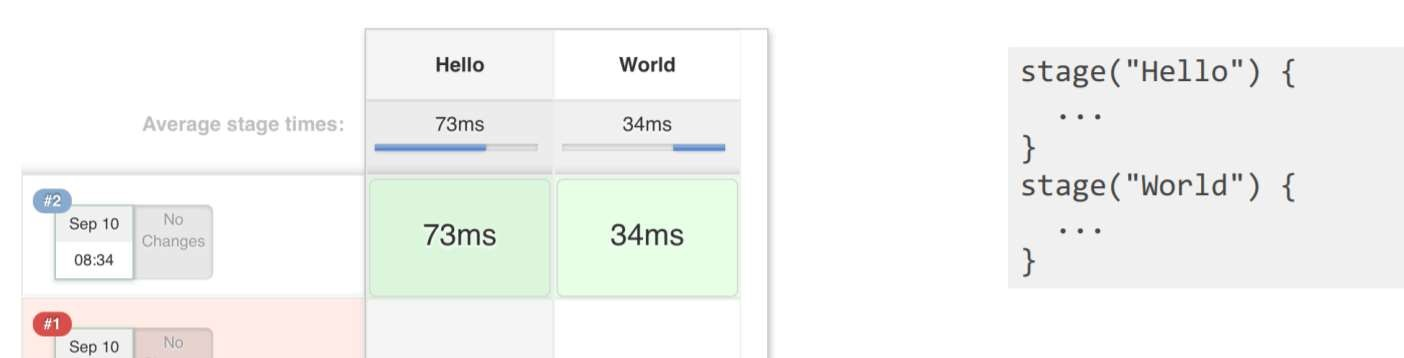 Hello World
Average stage times: 73ms 34ms
#2
Sep 10 No
Changes
08:34
73ms 34ms
#1
Sep 10 No
stage("Hello") {
  ...
}
stage("World") {
  ...
}